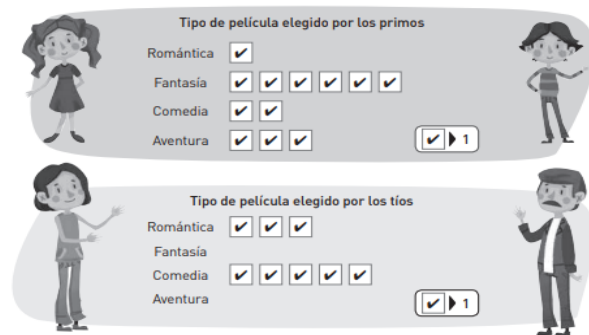 Tipo de película elegido por los primos
Romántica ✔
Fantasía ✔ ✔ ✔ ✔ ✔ ✔
Comedia ✔ ✔
Aventura ✔ ✔ ✔
✔ ▶ 1
Tipo de película elegido por los tíos
Romántica ✔ ✔ ✔
Fantasía
Comedia ✔ ✔ ✔ ✔ ✔
Aventura
✔ ▶ 1